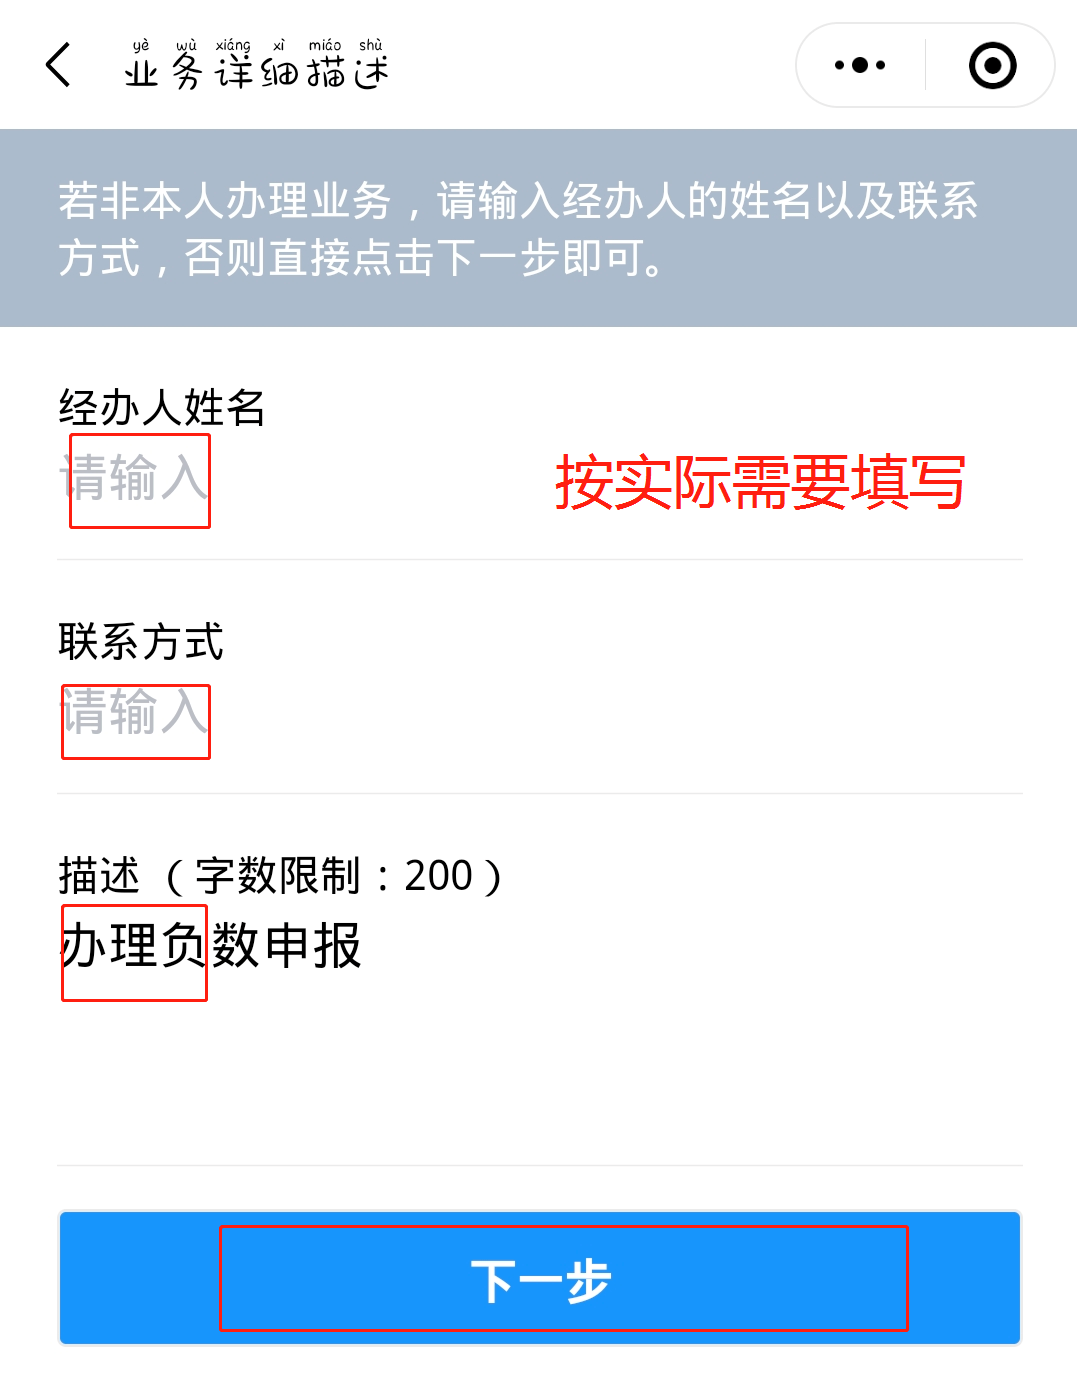 yè wù xiáng xì miáo shù
业务详细描述
若非本人办理业务，请输入经办人的姓名以及联系
方式，否则直接点击下一步即可。
经办人姓名
请输入
按实际需要填写
联系方式
请输入
描述 （字数限制：200）
办理负数申报
下一步